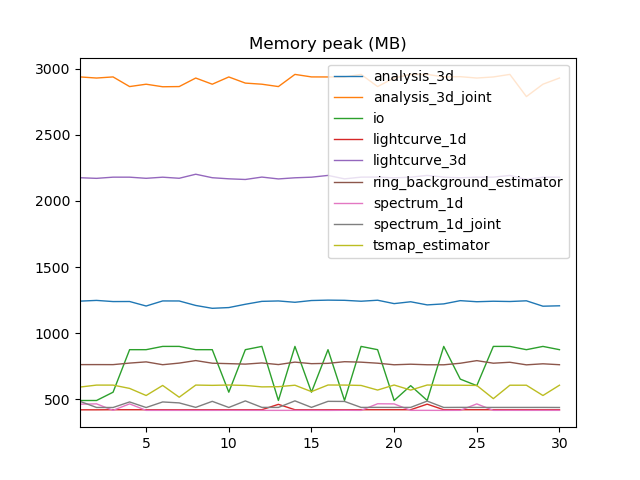 Memory peak (MB)
3000
2500
2000
1500
1000
500
analysis_3d
analysis_3d_joint
io
lightcurve_1d
lightcurve_3d
ring_background_estimator
spectrum_1d
spectrum_1d_joint
tsmap_estimator
5 10 15 20 25 30